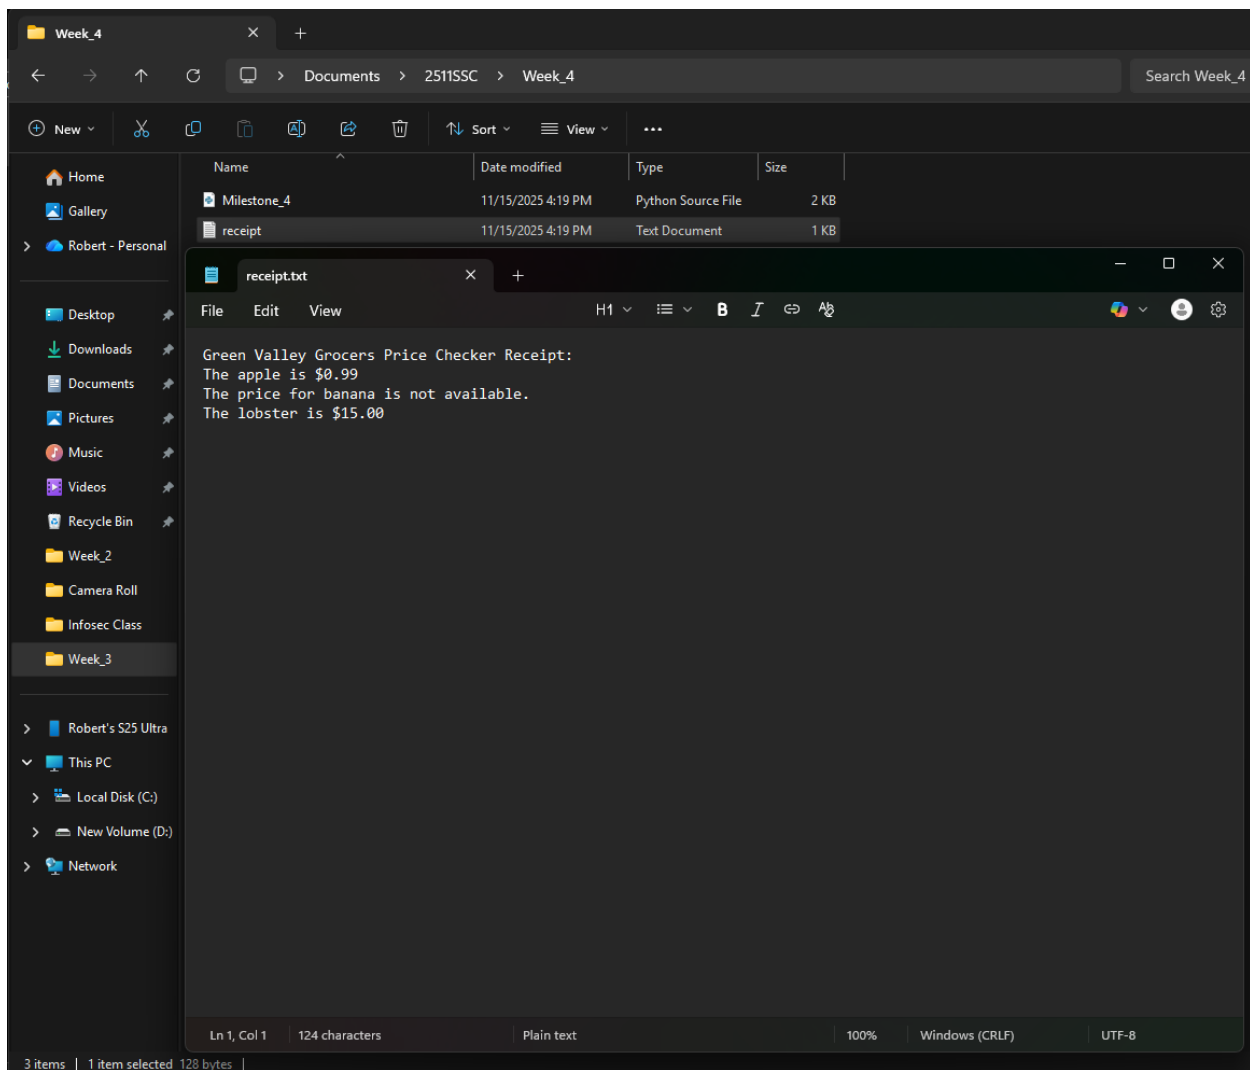 Week_4
Documents > 2511SSC > Week_4
Search Week_4
New
Sort
View
Name
Date modified
Type
Size
Milestone_4
11/15/2025 4:19 PM
Python Source File
2 KB
receipt
11/15/2025 4:19 PM
Text Document
1 KB
Home
Gallery
Robert - Personal
Desktop
Downloads
Documents
Pictures
Music
Videos
Recycle Bin
Week_2
Camera Roll
Infosec Class
Week_3
Robert's S25 Ultra
This PC
Local Disk (C:)
New Volume (D:)
Network
receipt.txt
File Edit View
H1
B I
Green Valley Grocers Price Checker Receipt:
The apple is $0.99
The price for banana is not available.
The lobster is $15.00
Ln 1, Col 1
124 characters
Plain text
100%
Windows (CRLF)
UTF-8
3 items
1 item selected 128 bytes